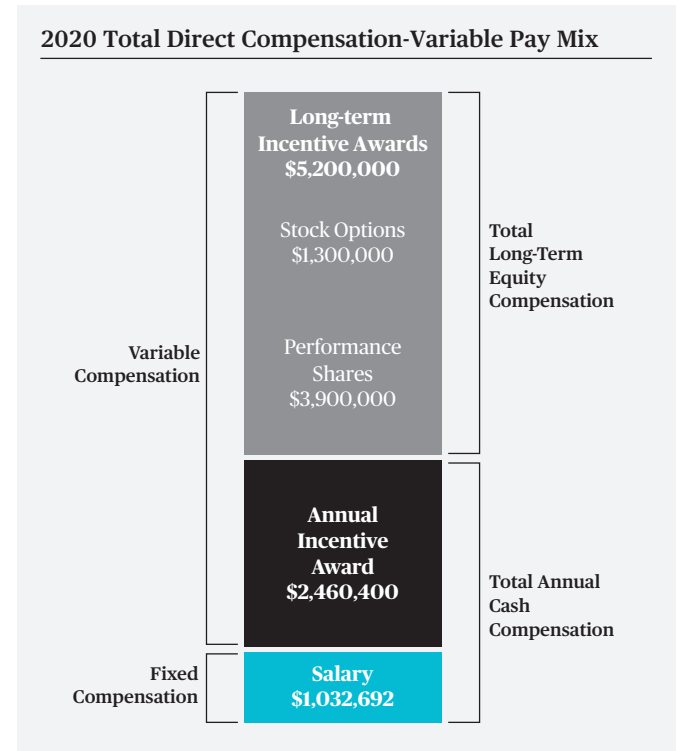 2020 Total Direct Compensation-Variable Pay Mix
Long-term
Incentive Awards
$5,200,000
Stock Options
$1,300,000
Performance
Shares
$3,900,000
Total
Long-Term
Equity
Compensation
Variable
Compensation
Annual
Incentive
Award
$2,460,400
Total Annual
Cash
Compensation
Fixed
Compensation
Salary
$1,032,692